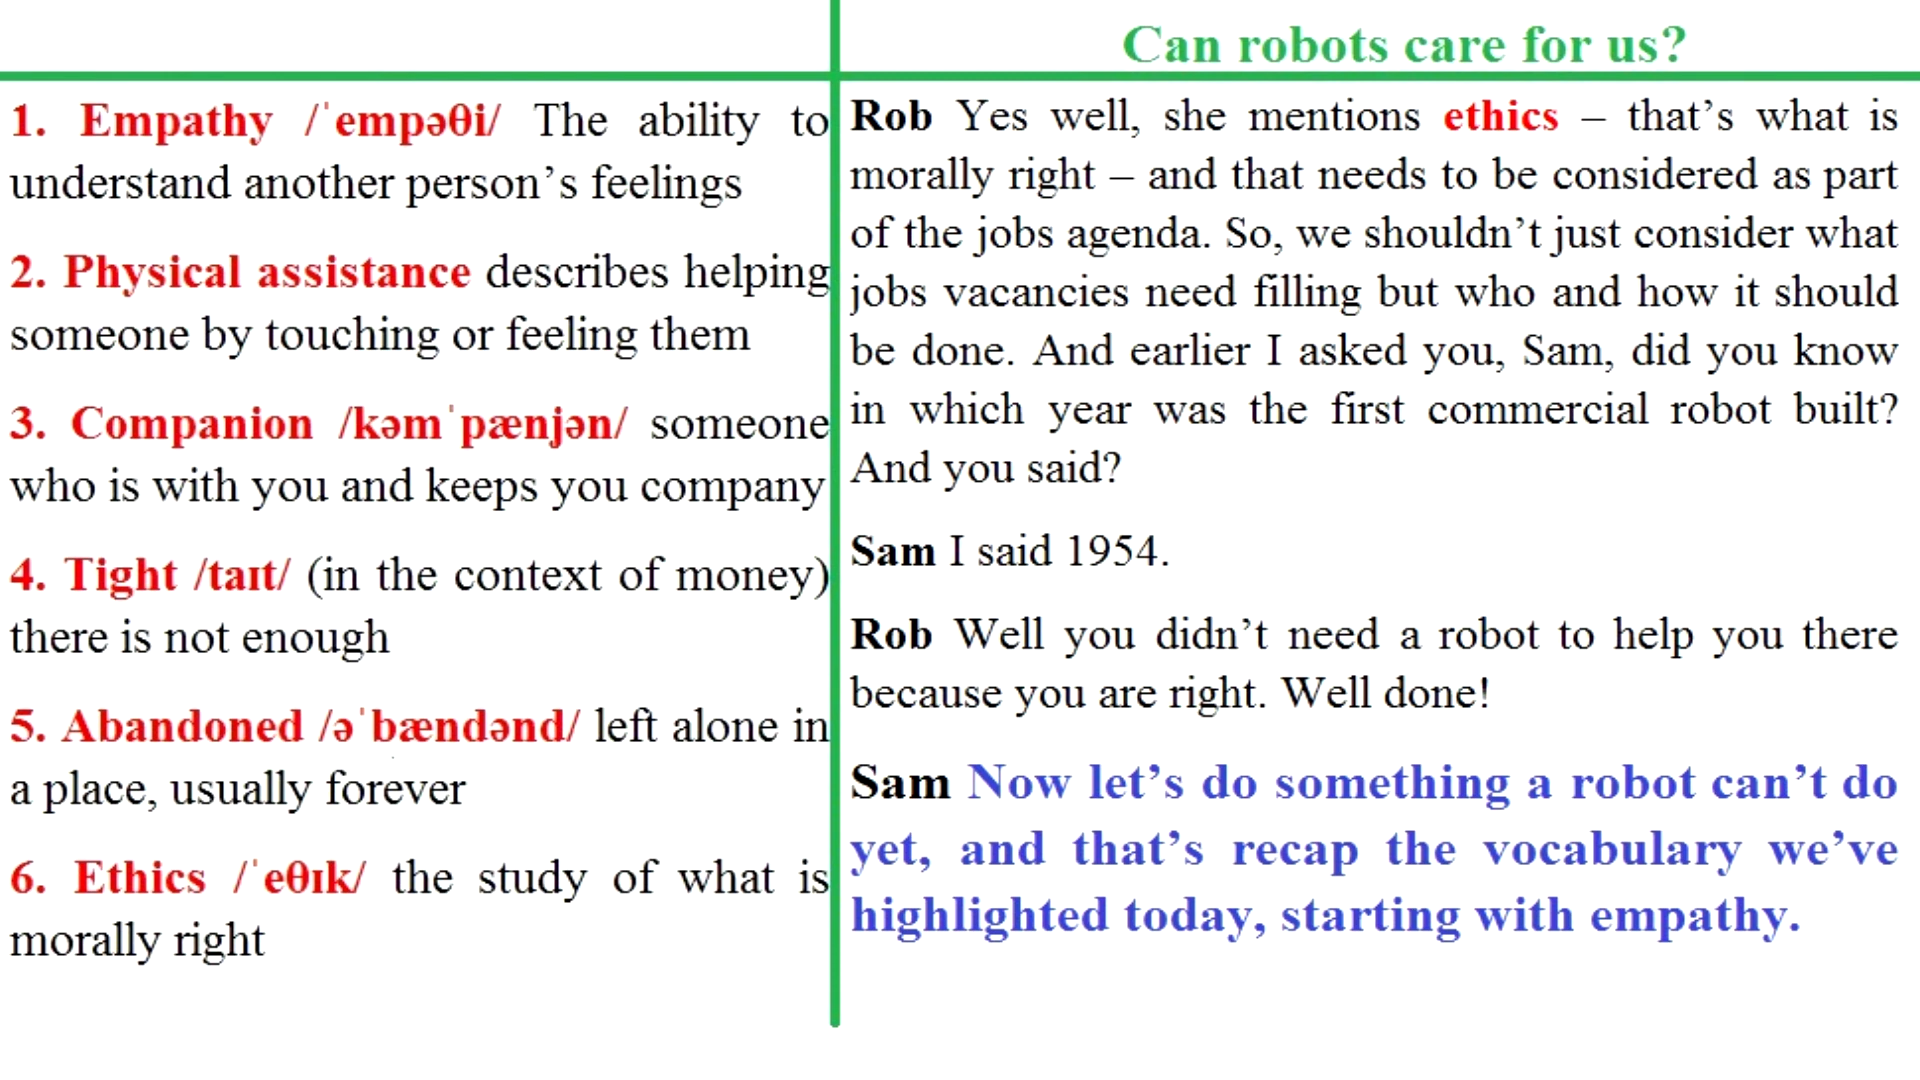 Can robots care for us?
1. Empathy /ˈempəθi/ The ability to
understand another person’s feelings
2. Physical assistance describes helping
someone by touching or feeling them
3. Companion /kəmˈpænjən/ someone
who is with you and keeps you company
4. Tight /taɪt/ (in the context of money)
there is not enough
5. Abandoned /əˈbændənd/ left alone in
a place, usually forever
6. Ethics /ˈeθɪk/ the study of what is
morally right
Rob Yes well, she mentions ethics – that’s what is
morally right – and that needs to be considered as part
of the jobs agenda. So, we shouldn’t just consider what
jobs vacancies need filling but who and how it should
be done. And earlier I asked you, Sam, did you know
in which year was the first commercial robot built?
And you said?
Sam I said 1954.
Rob Well you didn’t need a robot to help you there
because you are right. Well done!
Sam Now let’s do something a robot can’t do
yet, and that’s recap the vocabulary we’ve
highlighted today, starting with empathy.